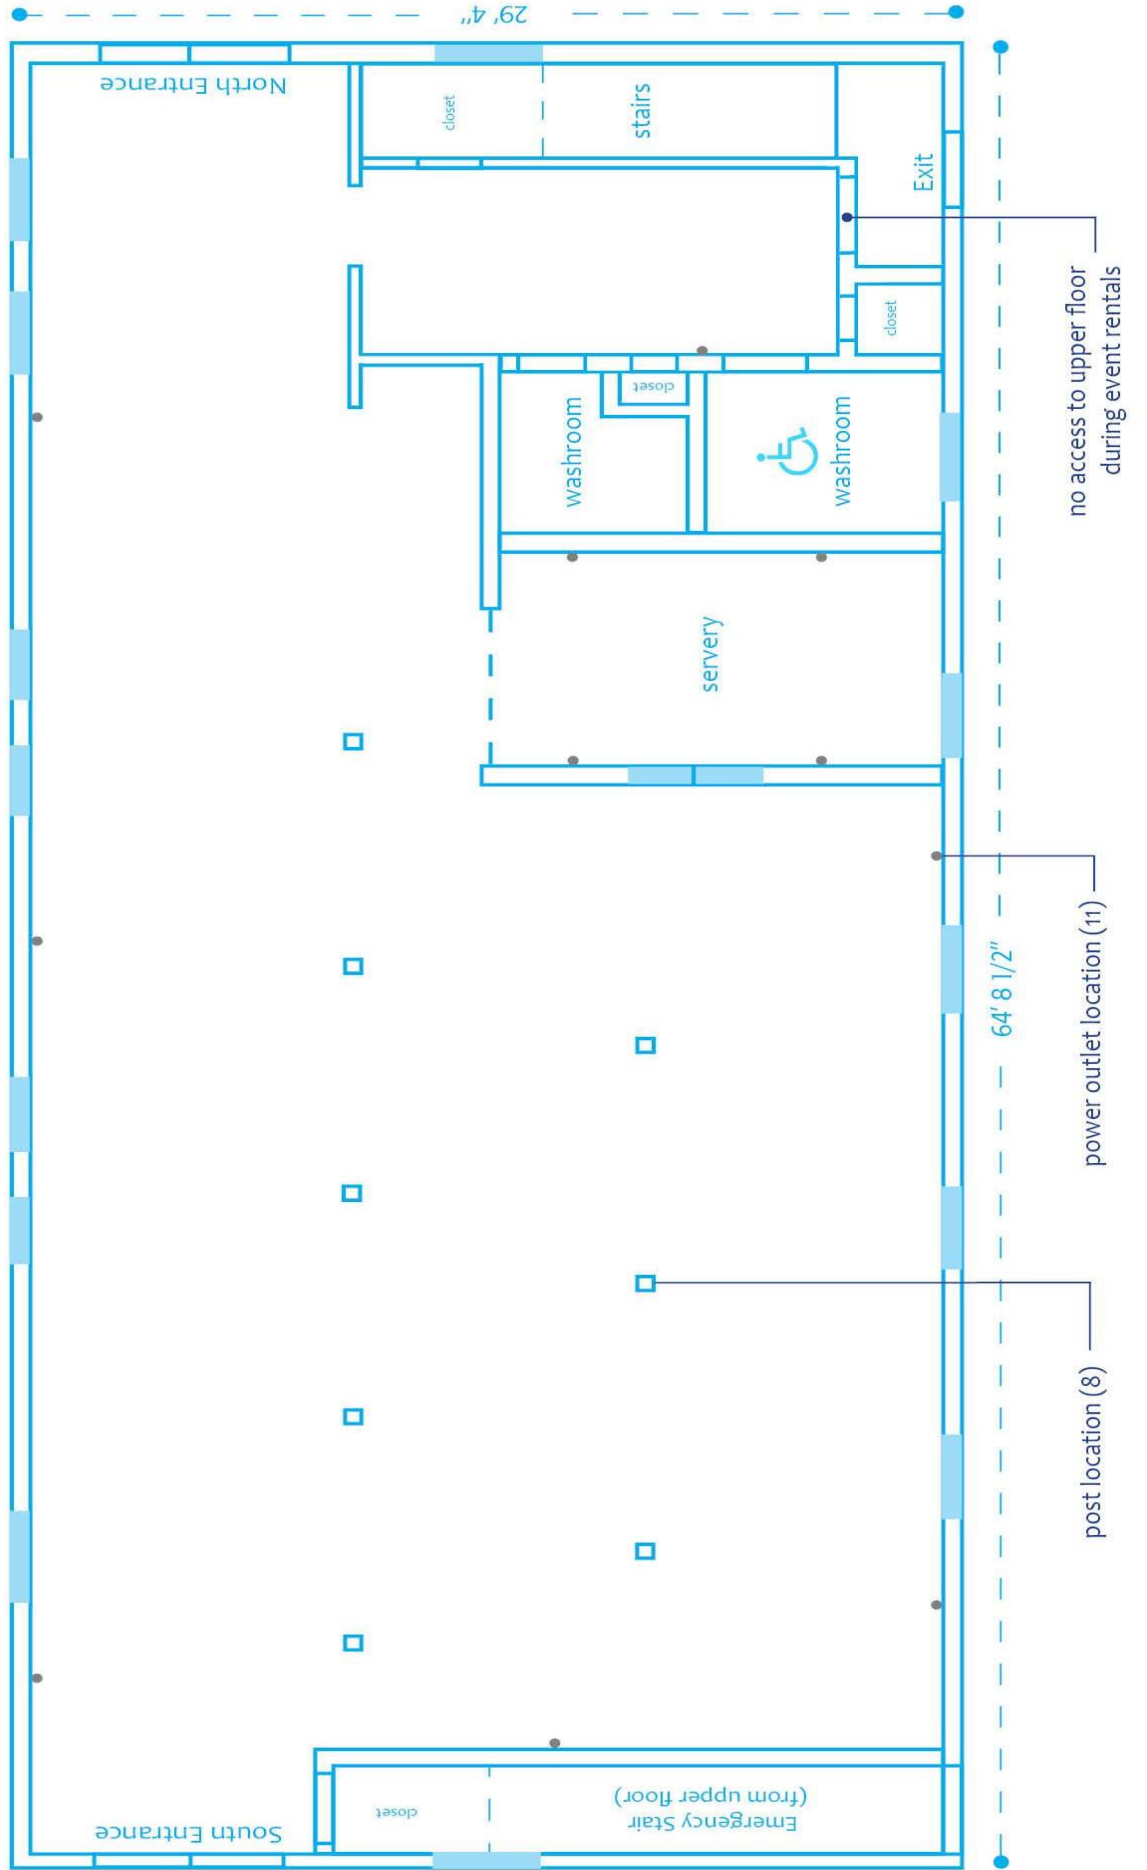 29' 4"
North Entrance
closet
stairs
Exit
no access to upper floor
during event rentals
closet
closet
washroom
washroom
servery
power outlet location (11)
64' 8 1/2"
post location (8)
South Entrance
closet
Emergency Stair
(from upper floor)